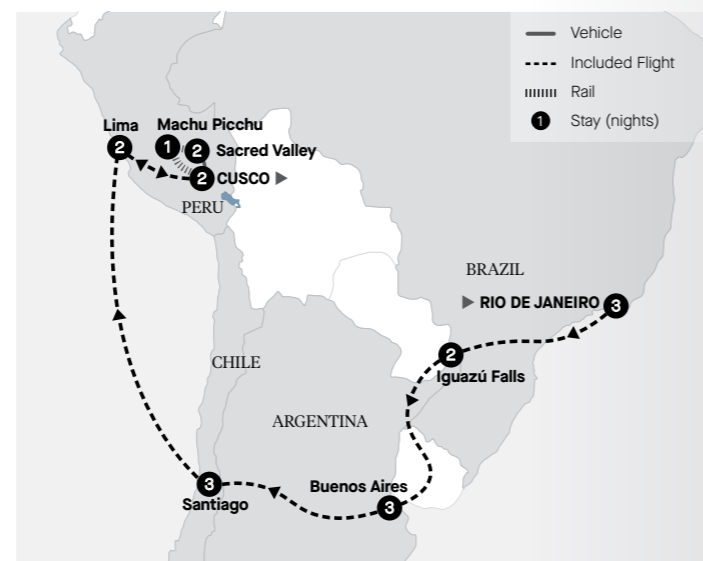 Vehicle
Included Flight
Rail
1 Stay (nights)
Lima
2
Machu Picchu
1
2 Sacred Valley
2 CUSCO
PERU
BRAZIL
RIO DE JANEIRO 3
2
Iguazú Falls
CHILE
ARGENTINA
3
Santiago
Buenos Aires
3